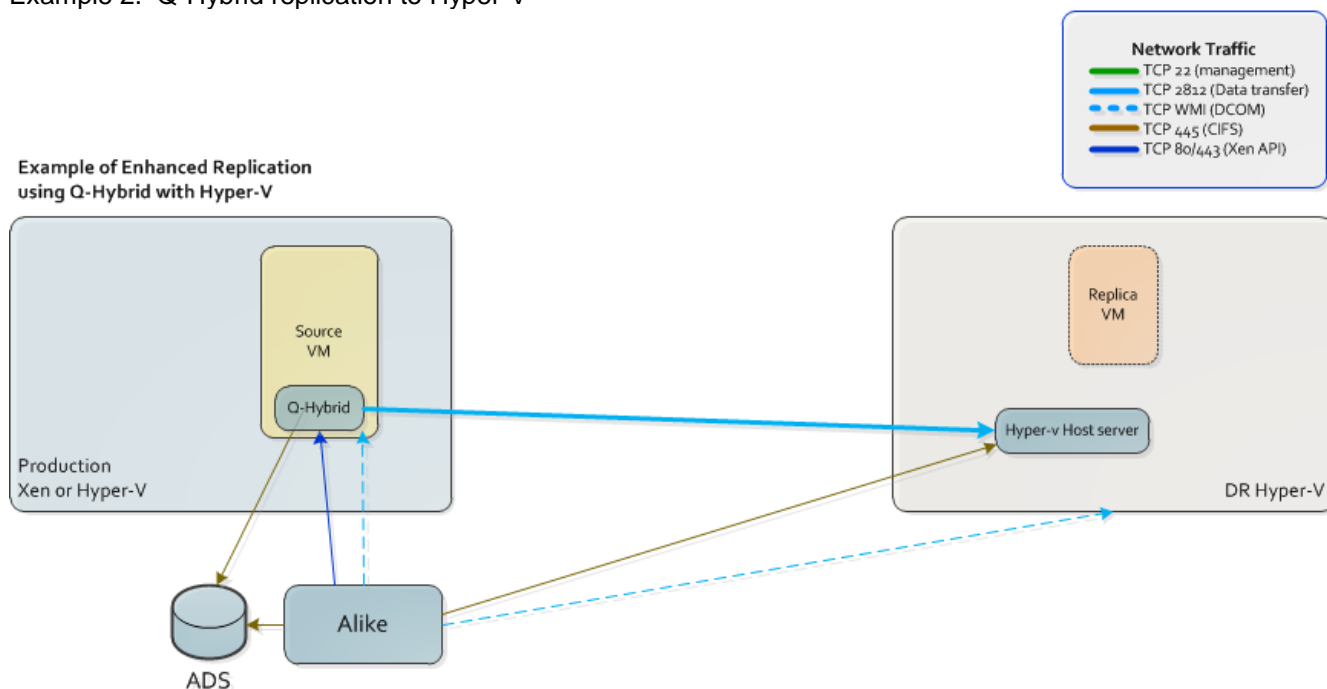 Example 2: Q-Hybrid replication to Hyper-V
Network Traffic
TCP 22 (management)
TCP 2812 (Data transfer)
TCP WMI (DCOM)
TCP 445 (CIFS)
TCP 80/443 (Xen API)
Example of Enhanced Replication
using Q-Hybrid with Hyper-V
Source
VM
Q-Hybrid
Production
Xen or Hyper-V
Replica
VM
Hyper-v Host server
DR Hyper-V
Alike
ADS